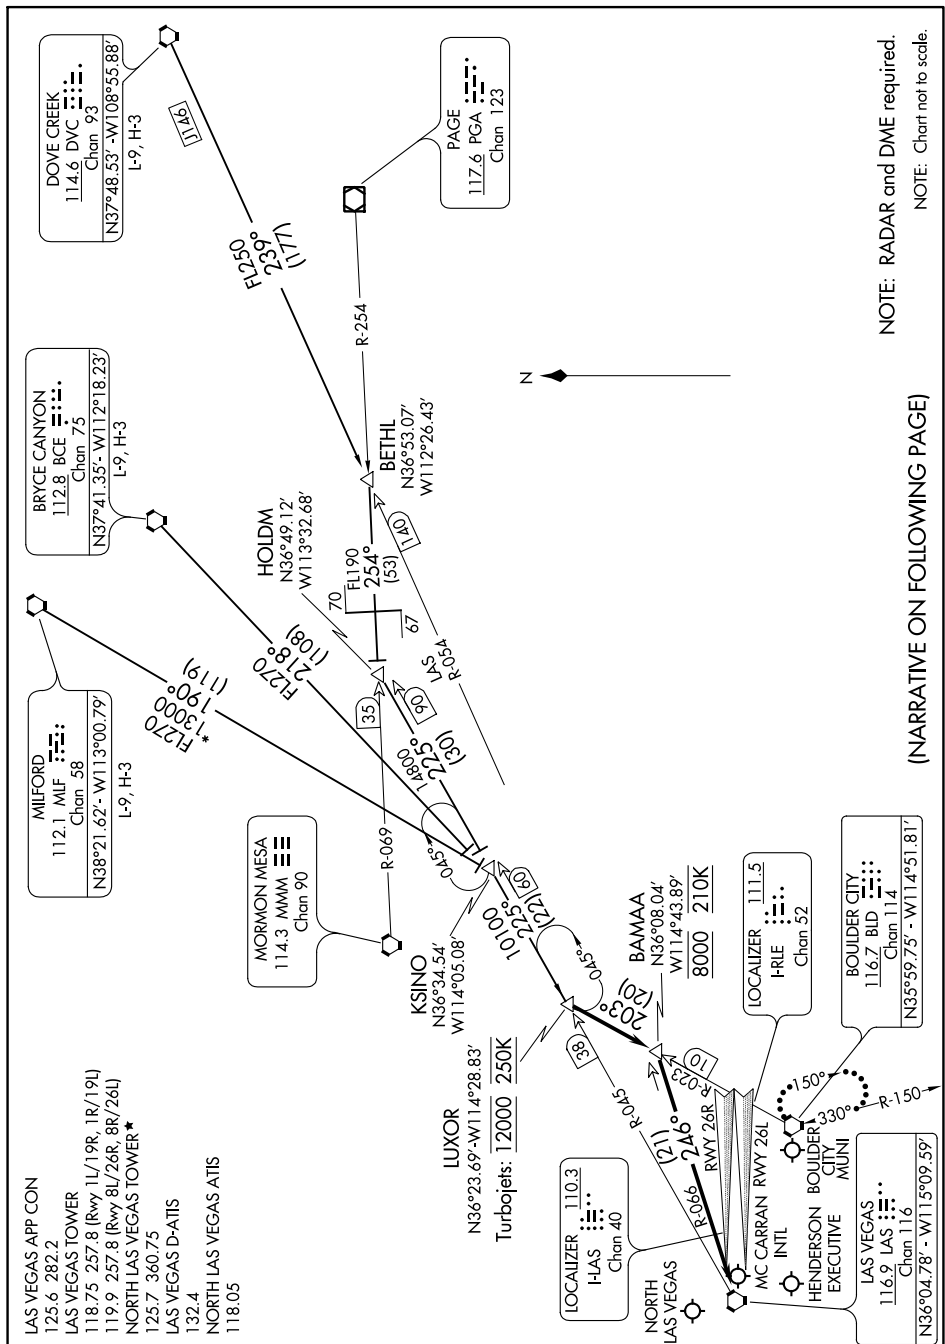 LAS VEGAS APP CON
125.6 282.2
LAS VEGAS TOWER
118.75 257.8 (Rwy 1L/19R, 1R/19L)
119.9 257.8 (Rwy 8L/26R, 8R/26L)
NORTH LAS VEGAS TOWER★
125.7 360.75
LAS VEGAS D-ATIS
132.4
NORTH LAS VEGAS ATIS
118.05
MILFORD
112.1 MLF
Chan 58
N38°21.62'- W113°00.79'
L-9, H-3
BRYCE CANYON
112.8 BCE
Chan 75
N37°41.35'- W112°18.23'
L-9, H-3
DOVE CREEK
114.6 DVC
Chan 93
N37°48.53' -W108°55.88'
L-9, H-3
J146
FL250
239°
(177)
PAGE
117.6 PGA
Chan 123
R-254
FL270
*13000
190°
(119)
FL270
218°
(108)
MORMON MESA
114.3 MMM
Chan 90
R-069
35
HOLDM
N36°49.12'
W113°32.68'
70
67
FL190
254°
(53)
BETHL
N36°53.07'
W112°26.43'
140
LAS
R-054
90
14800
225°
(30)
045°
KSINO
N36°34.54'
W114°05.08'
60
10100
225°
(22)
045°
LUXOR
N36°23.69'-W114°28.83'
Turbojets: 12000 250K
38
R-045
203°
(20)
BAMAA
N36°08.04'
W114°43.89'
8000 210K
10
R-023
(21)
246°
R-066
RWY 26R
RWY 26L
LOCALIZER 110.3
I-LAS
Chan 40
LOCALIZER 111.5
I-RLE
Chan 52
NORTH
LAS VEGAS
MC CARRAN
INTL
HENDERSON
EXECUTIVE
BOULDER
CITY
MUNI
150°
330°
R-150
BOULDER CITY
116.7 BLD
Chan 114
N35°59.75' - W114°51.81'
LAS VEGAS
116.9 LAS
Chan 116
N36°04.78' - W115°09.59'
N
NOTE: RADAR and DME required.
NOTE: Chart not to scale.
(NARRATIVE ON FOLLOWING PAGE)